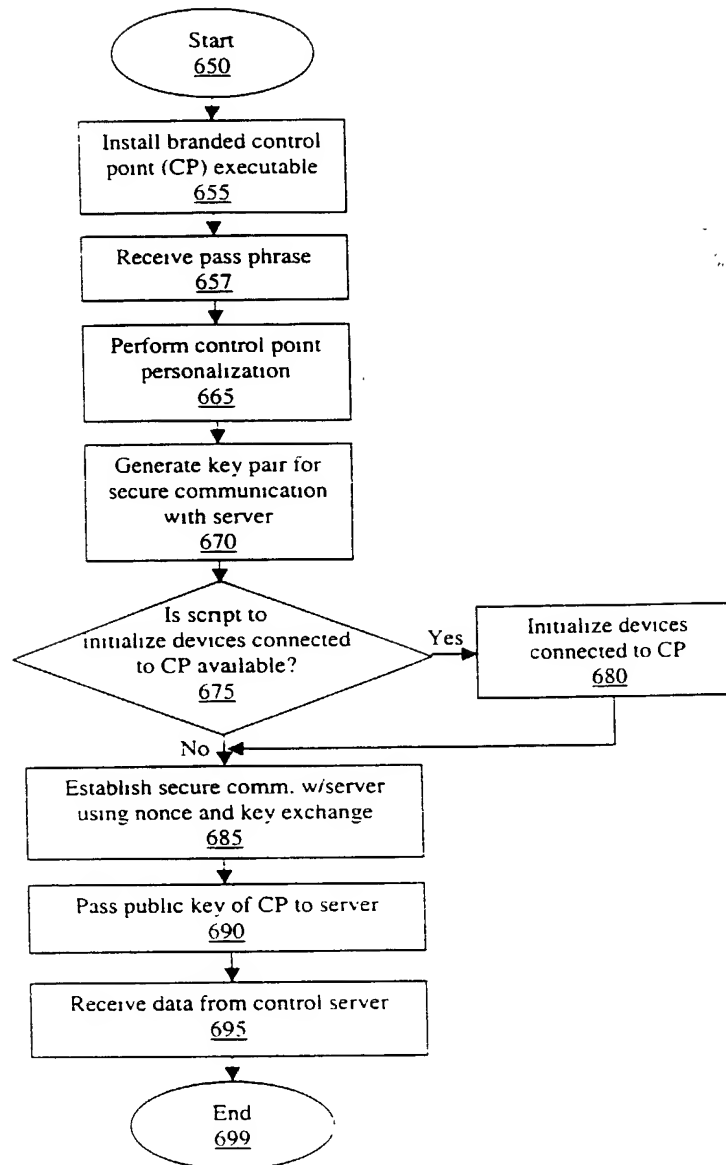 Start
650
Install branded control
point (CP) executable
655
Receive pass phrase
657
Perform control point
personalization
665
Generate key pair for
secure communication
with server
670
Is script to
initialize devices connected
to CP available?
675
Yes
Initialize devices
connected to CP
680
No
Establish secure comm. w/server
using nonce and key exchange
685
Pass public key of CP to server
690
Receive data from control server
695
End
699